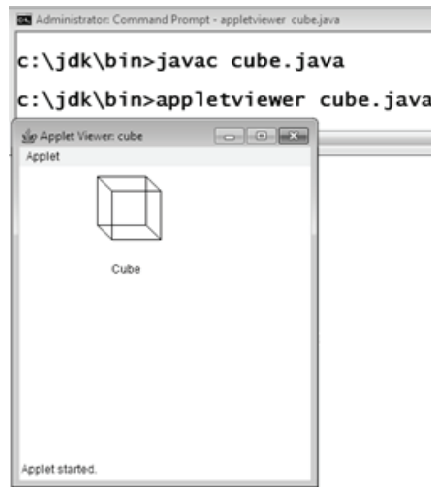 Administrator: Command Prompt - appletviewer cube.java
c:\jdk\bin>javac cube.java
c:\jdk\bin>appletviewer cube.java
Applet Viewer: cube
Applet
Cube
Applet started.